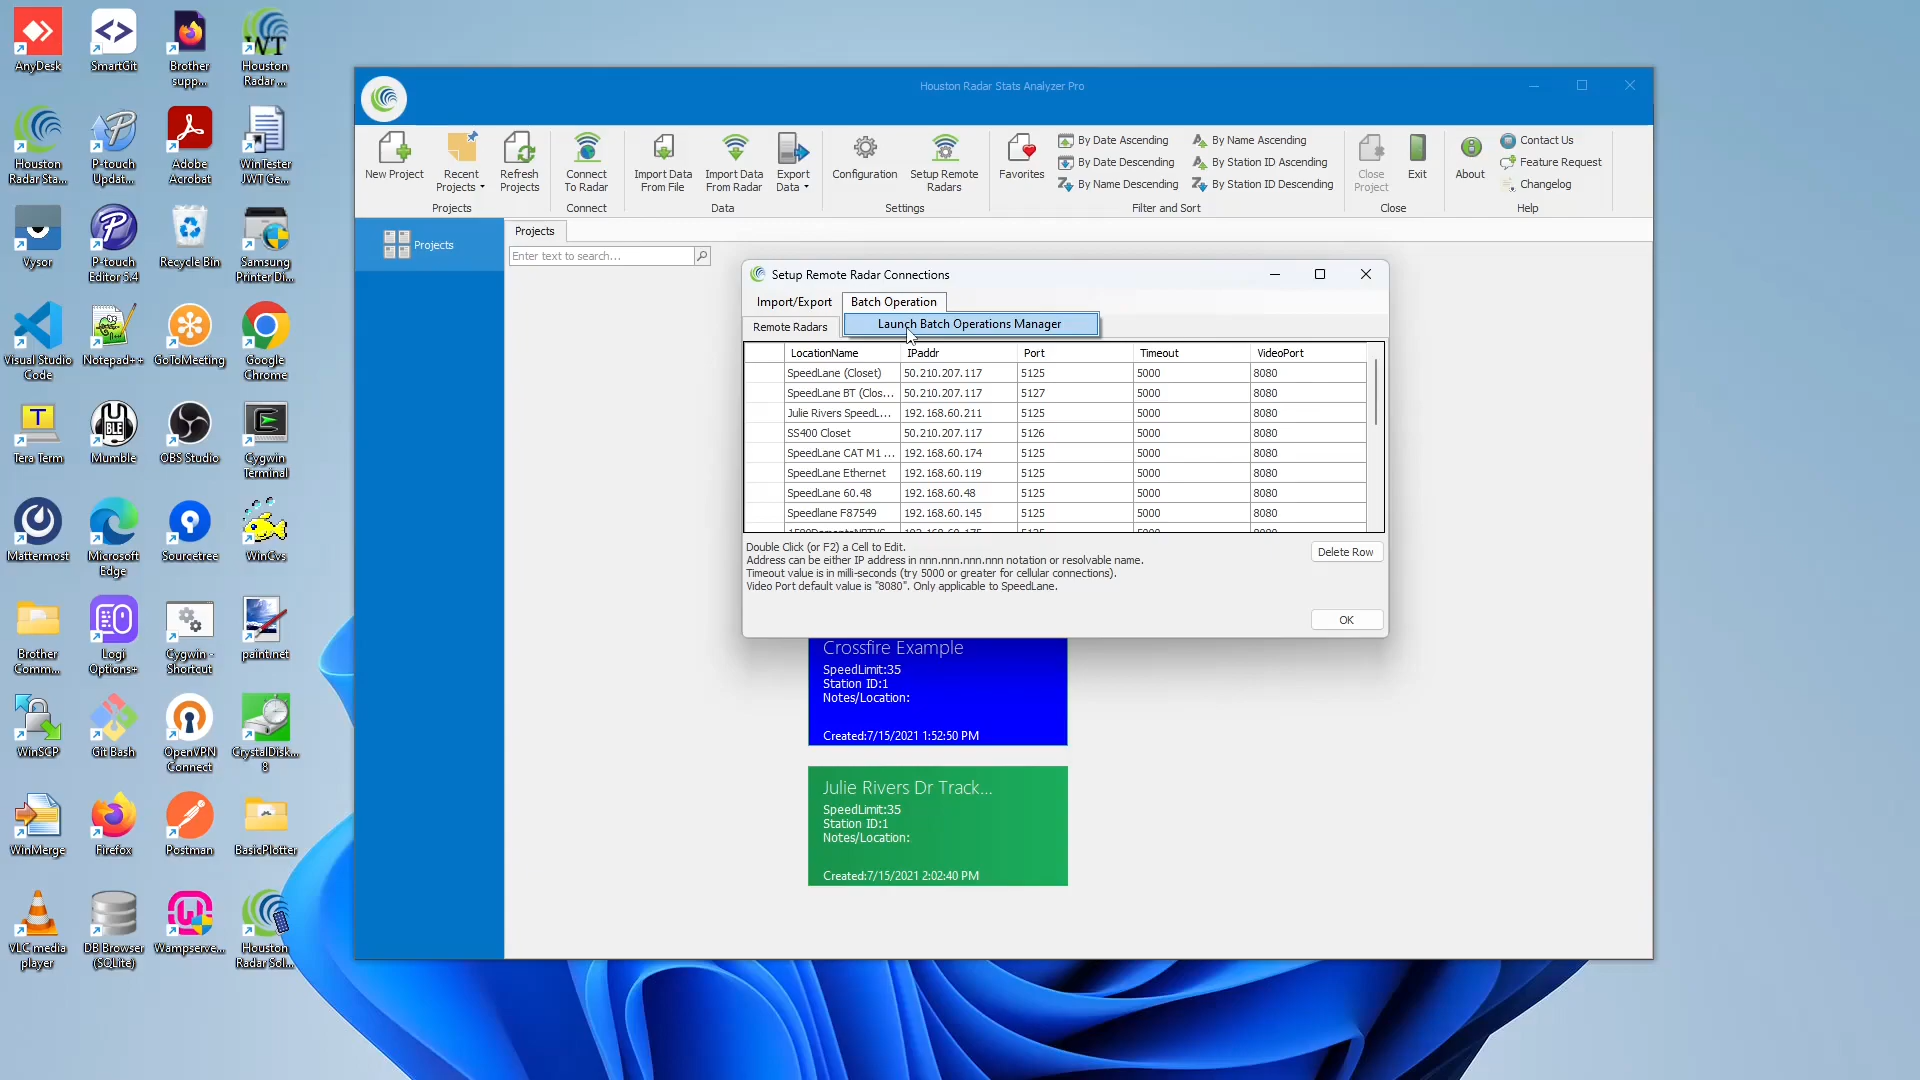 AnyDesk
SmartGit
Brother
supp...
Houston
Radar ...
WT
Houston
Radar Sta...
P-touch
Updat...
Adobe
Acrobat
WinTester
JWT Ge...
Vysor
P-touch
Editor 5.4
Recycle Bin
Samsung
Printer Di...
Visual Studio
Code
Notepad++
GoToMeeting
Google
Chrome
Tera Term
Mumble
OBS Studio
Cygwin
Terminal
Mattermost
Microsoft
Edge
Sourcetree
WinCvs
Brother
Comm...
Logi
Options+
Cygwin -
Shortcut
paint.net
WinSCP
Git Bash
OpenVPN
Connect
CrystalDisk...
8
WinMerge
Firefox
Postman
BasicPlotter
VLC media
player
DB Browser
(SQLite)
Wampserve...
Houston
Radar Sol...
Houston Radar Stats Analyzer Pro
New Project
Recent
Projects
Refresh
Projects
Projects
Connect
To Radar
Connect
Import Data
From File
Import Data
From Radar
Export
Data
Data
Configuration
Setup Remote
Radars
Settings
Favorites
By Date Ascending
By Date Descending
By Name Descending
By Name Ascending
By Station ID Ascending
By Station ID Descending
Filter and Sort
Close
Project
Exit
Close
About
Contact Us
Feature Request
Changelog
Help
Projects
Projects
Enter text to search...
Setup Remote Radar Connections
Import/Export Batch Operation
Launch Batch Operations Manager
Remote Radars
LocationName IPaddr Port Timeout VideoPort
SpeedLane (Closet) 50.210.207.117 5125 5000 8080
SpeedLane BT (Clos... 50.210.207.117 5127 5000 8080
Julie Rivers SpeedL... 192.168.60.211 5125 5000 8080
SS400 Closet 50.210.207.117 5126 5000 8080
SpeedLane CAT M1 ... 192.168.60.174 5125 5000 8080
SpeedLane Ethernet 192.168.60.119 5125 5000 8080
SpeedLane 60.48 192.168.60.48 5125 5000 8080
Speedlane F87549 192.168.60.145 5125 5000 8080
Double Click (or F2) a Cell to Edit.
Address can be either IP address in nnn.nnn.nnn.nnn notation or resolvable name.
Timeout value is in milli-seconds (try 5000 or greater for cellular connections).
Video Port default value is "8080". Only applicable to SpeedLane.
Delete Row
OK
Crossfire Example
SpeedLimit:35
Station ID:1
Notes/Location:
Created:7/15/2021 1:52:50 PM
Julie Rivers Dr Track...
SpeedLimit:35
Station ID:1
Notes/Location:
Created:7/15/2021 2:02:40 PM